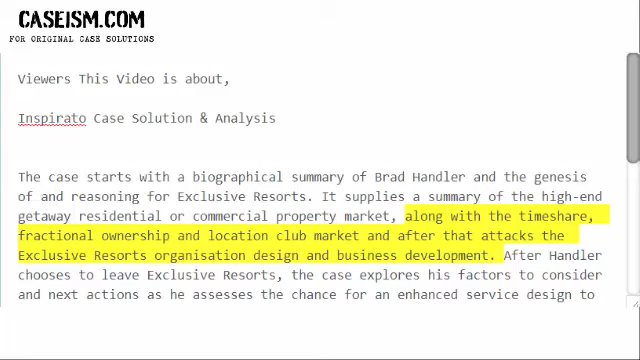 CASEISM.COM
FOR ORIGINAL CASE SOLUTIONS
Viewers This Video is about,
Inspirato Case Solution & Analysis
The case starts with a biographical summary of Brad Handler and the genesis
of and reasoning for Exclusive Resorts. It supplies a summary of the high-end
getaway residential or commercial property market, along with the timeshare,
fractional ownership and location club market and after that attacks the
Exclusive Resorts organisation design and business development. After Handler
chooses to leave Exclusive Resorts, the case explores his factors to consider
and next actions as he assesses the chance for an enhanced service design to